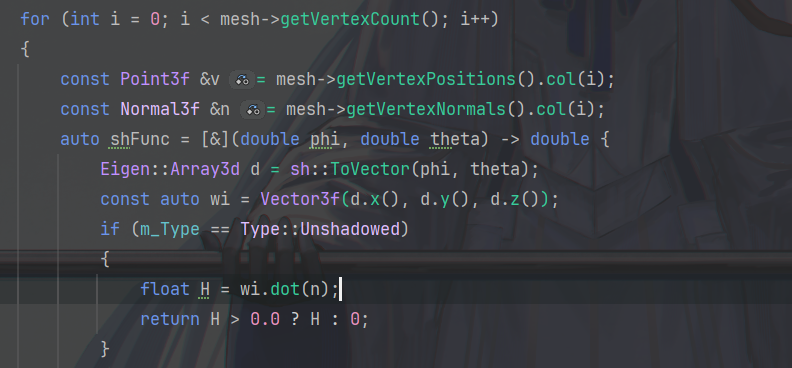 for (int i = 0; i < mesh->getVertexCount(); i++)
{
const Point3f &v = mesh->getVertexPositions().col(i);
const Normal3f &n = mesh->getVertexNormals().col(i);
auto shFunc = [&](double phi, double theta) -> double {
Eigen::Array3d d = sh::ToVector(phi, theta);
const auto wi = Vector3f(d.x(), d.y(), d.z());
if (m_Type == Type::Unshadowed)
{
float H = wi.dot(n);
return H > 0.0 ? H : 0;
}